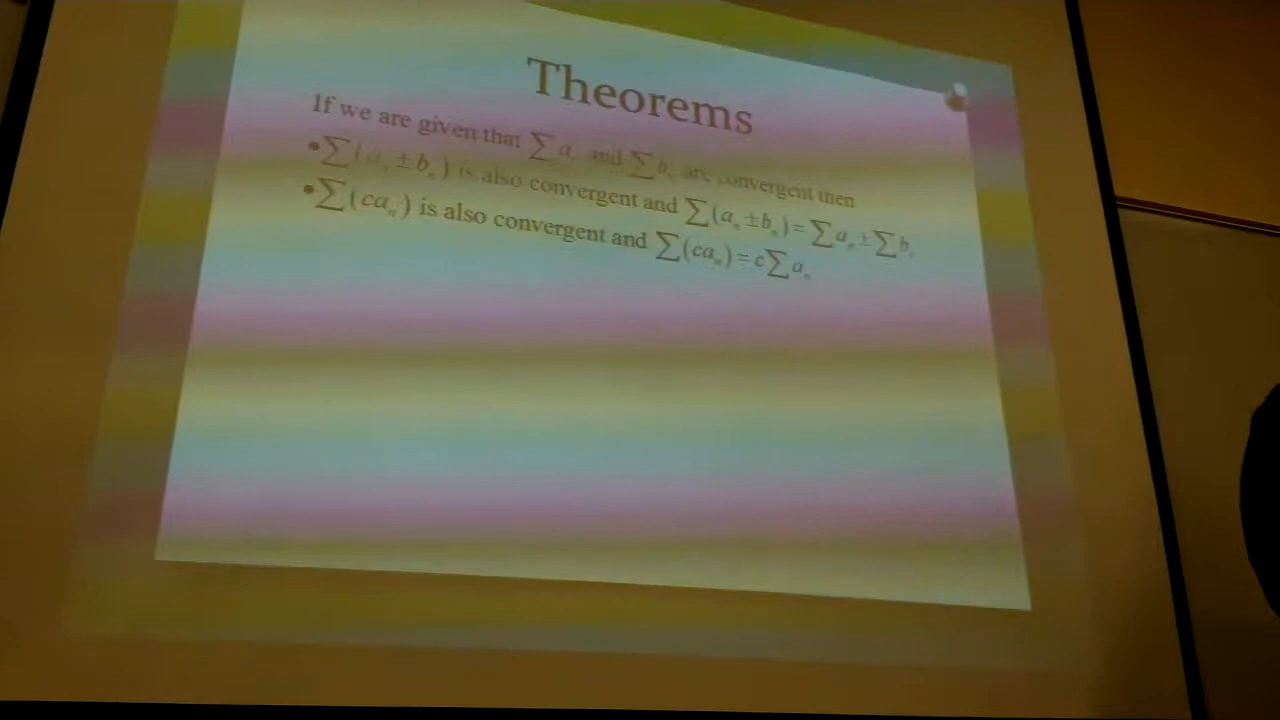 Theorems
If we are given that ∑aₙ and ∑bₙ are convergent then
•∑(aₙ ± bₙ) is also convergent and ∑(aₙ ± bₙ) = ∑aₙ ± ∑bₙ
•∑(caₙ) is also convergent and ∑(caₙ) = c∑aₙ